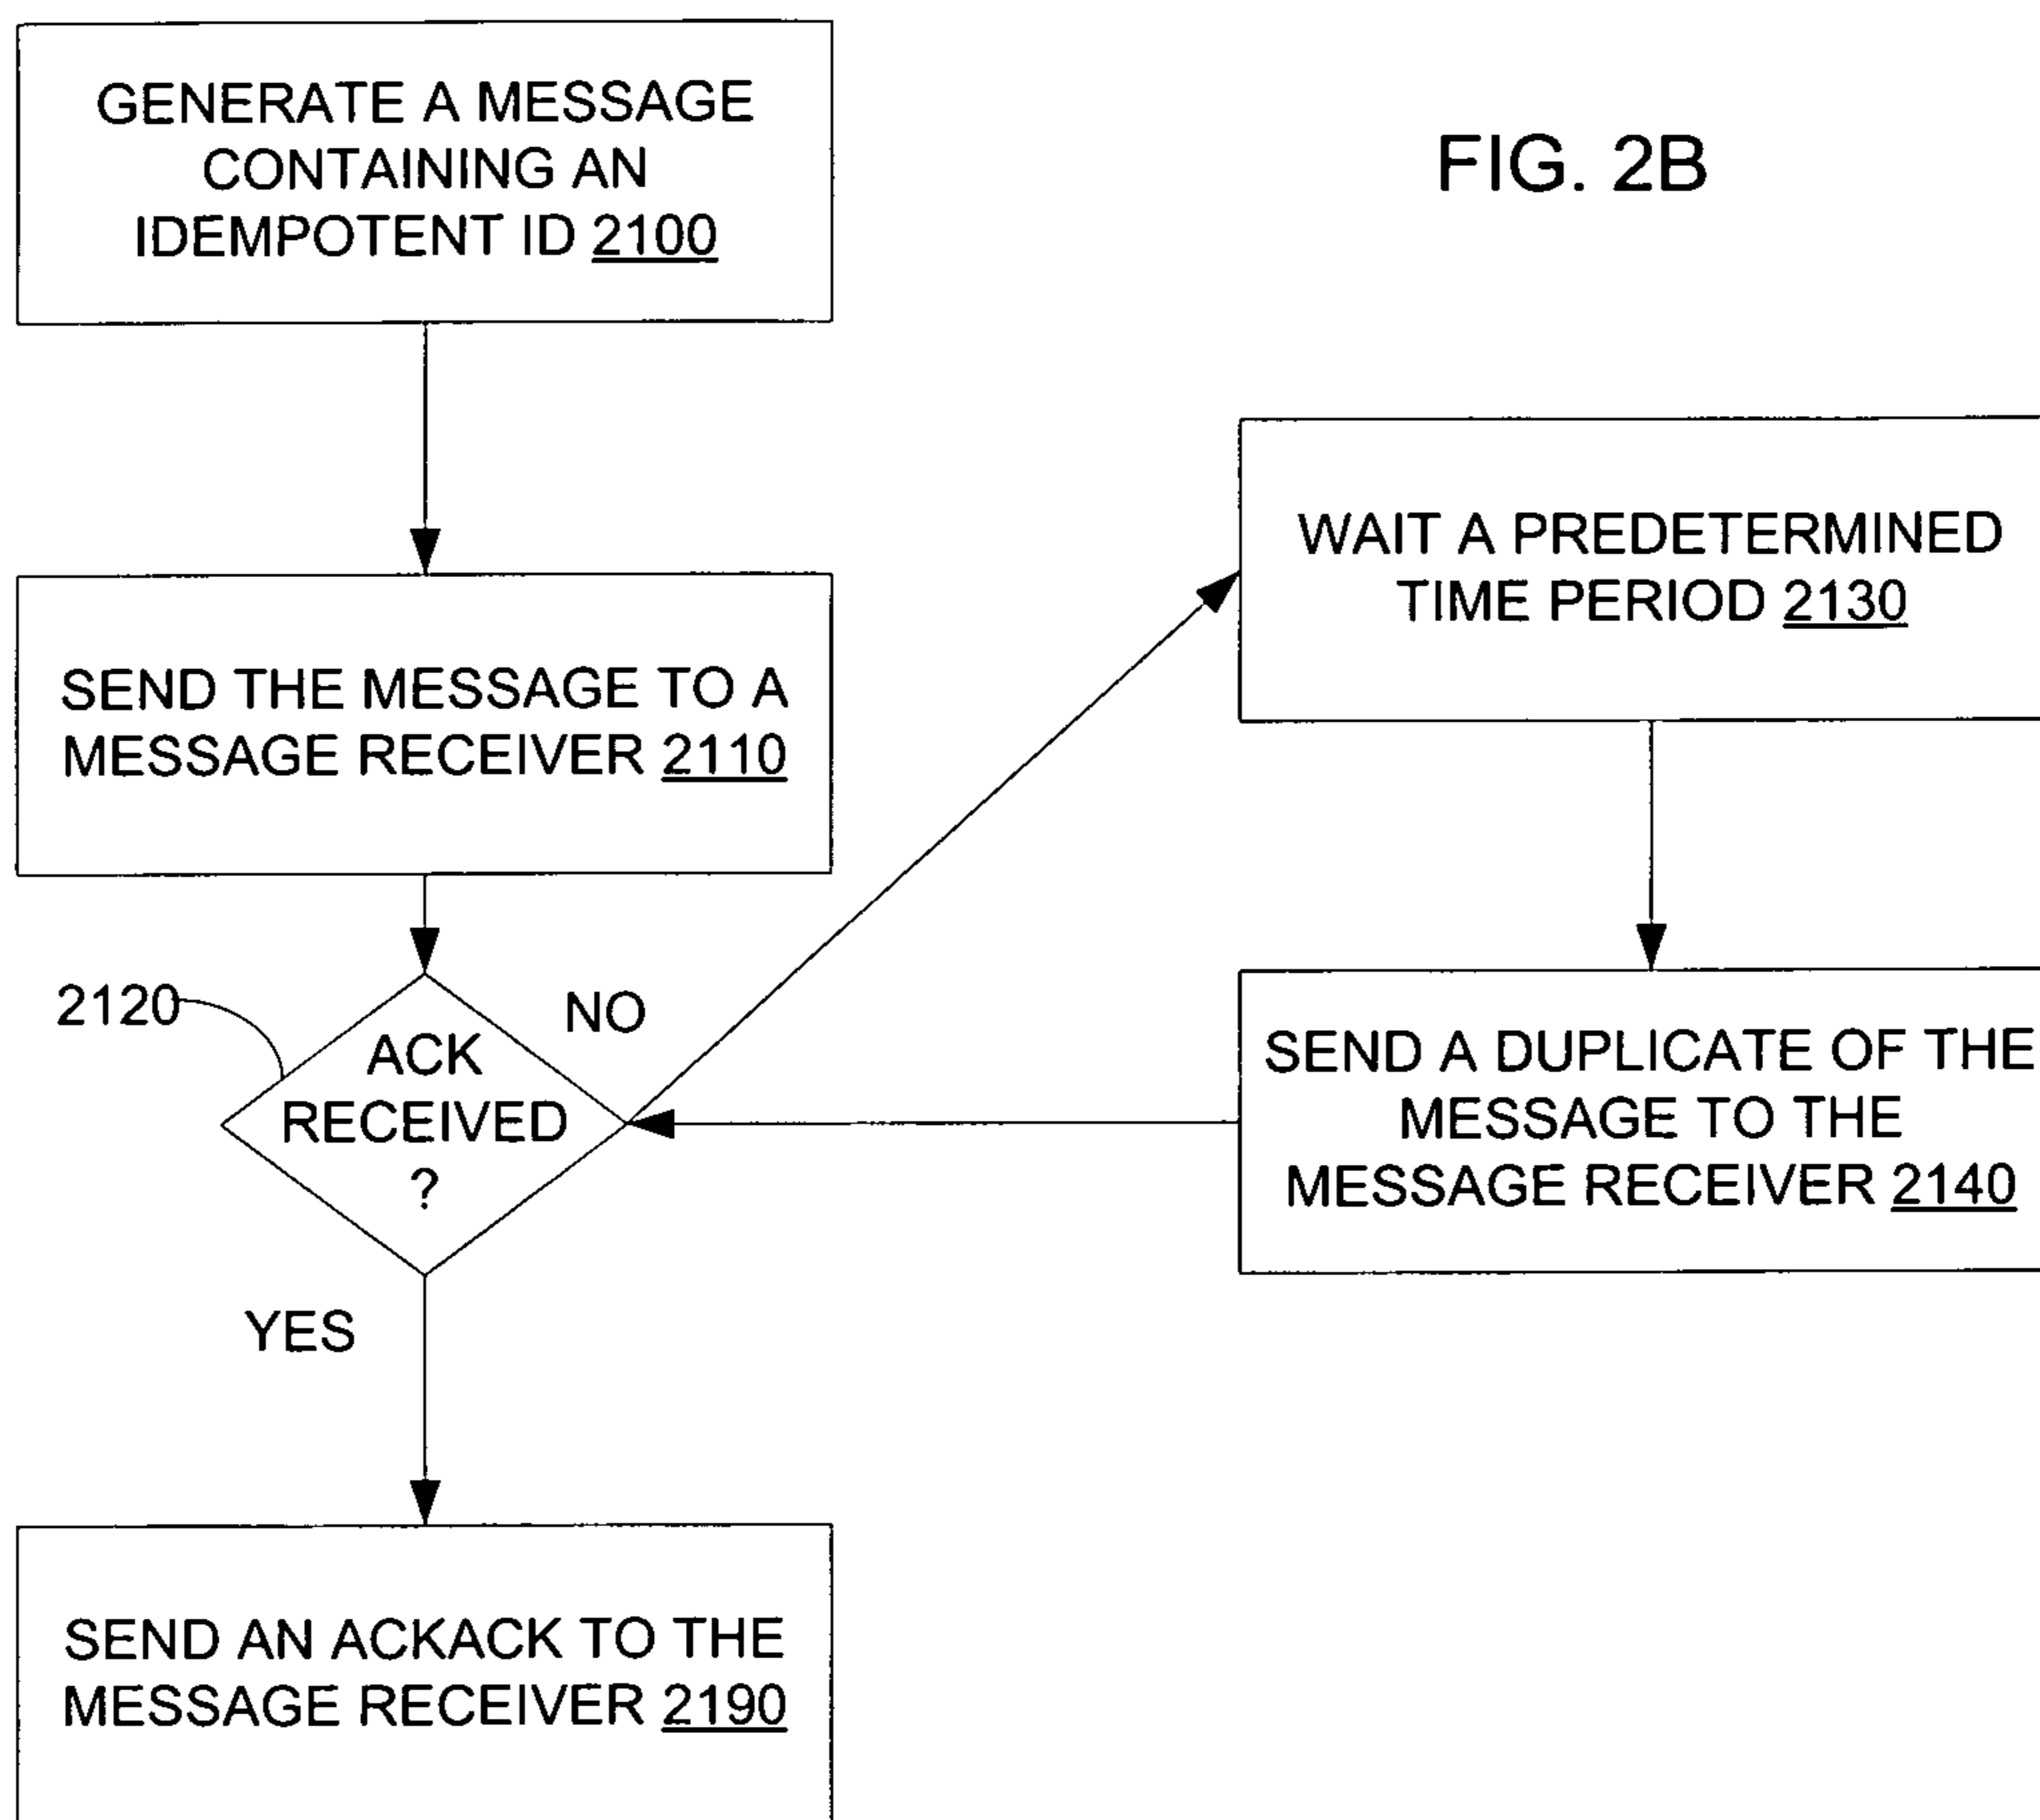 GENERATE A MESSAGE
CONTAINING AN
IDEMPOTENT ID 2100
FIG. 2B
SEND THE MESSAGE TO A
MESSAGE RECEIVER 2110
WAIT A PREDETERMINED
TIME PERIOD 2130
2120
NO
ACK
RECEIVED
?
SEND A DUPLICATE OF THE
MESSAGE TO THE
MESSAGE RECEIVER 2140
YES
SEND AN ACKACK TO THE
MESSAGE RECEIVER 2190